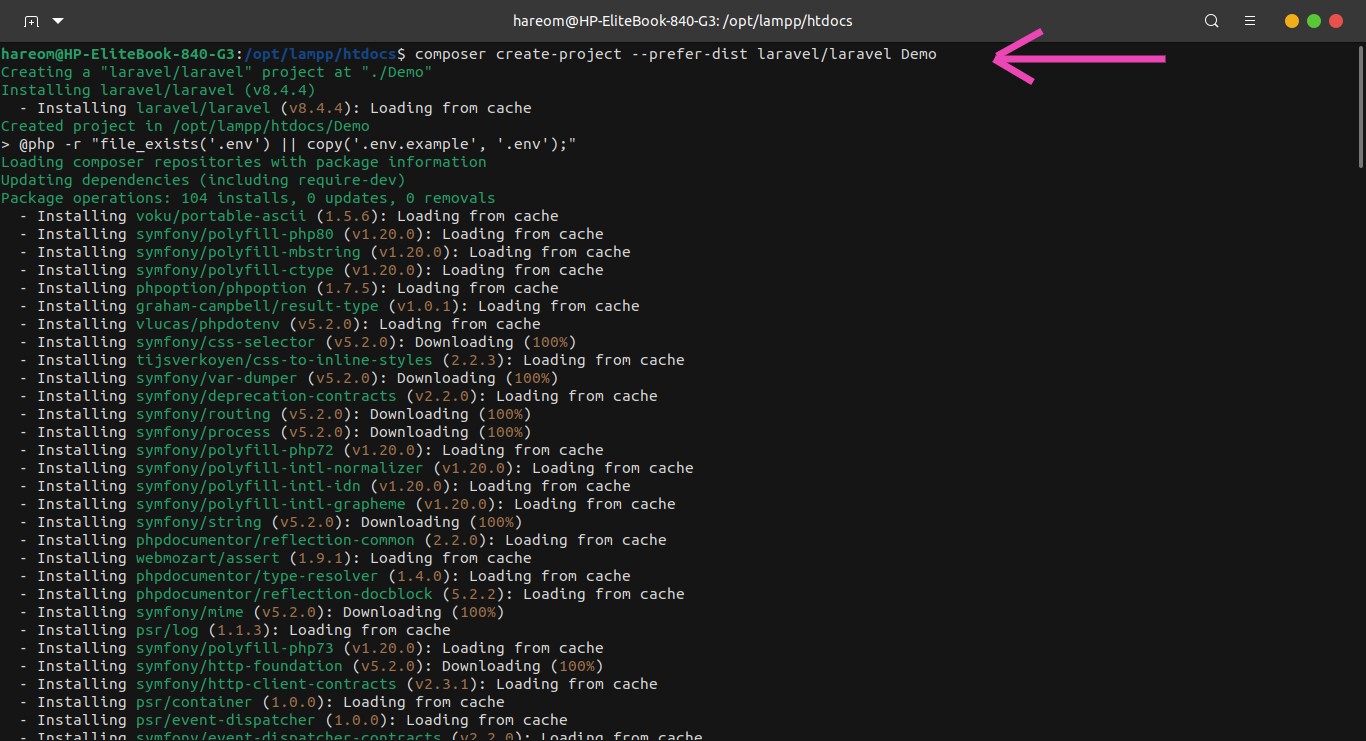 hareom@HP-EliteBook-840-G3: /opt/lampp/htdocs
hareom@HP-EliteBook-840-G3:/opt/lampp/htdocs$ composer create-project --prefer-dist laravel/laravel Demo
Creating a "laravel/laravel" project at "./Demo"
Installing laravel/laravel (v8.4.4)
  - Installing laravel/laravel (v8.4.4): Loading from cache
Created project in /opt/lampp/htdocs/Demo
> @php -r "file_exists('.env') || copy('.env.example', '.env');"
Loading composer repositories with package information
Updating dependencies (including require-dev)
Package operations: 104 installs, 0 updates, 0 removals
  - Installing voku/portable-ascii (1.5.6): Loading from cache
  - Installing symfony/polyfill-php80 (v1.20.0): Loading from cache
  - Installing symfony/polyfill-mbstring (v1.20.0): Loading from cache
  - Installing symfony/polyfill-ctype (v1.20.0): Loading from cache
  - Installing phpoption/phpoption (1.7.5): Loading from cache
  - Installing graham-campbell/result-type (v1.0.1): Loading from cache
  - Installing vlucas/phpdotenv (v5.2.0): Loading from cache
  - Installing symfony/css-selector (v5.2.0): Downloading (100%)
  - Installing tijsverkoyen/css-to-inline-styles (2.2.3): Loading from cache
  - Installing symfony/var-dumper (v5.2.0): Downloading (100%)
  - Installing symfony/deprecation-contracts (v2.2.0): Loading from cache
  - Installing symfony/routing (v5.2.0): Downloading (100%)
  - Installing symfony/process (v5.2.0): Downloading (100%)
  - Installing symfony/polyfill-php72 (v1.20.0): Loading from cache
  - Installing symfony/polyfill-intl-normalizer (v1.20.0): Loading from cache
  - Installing symfony/polyfill-intl-idn (v1.20.0): Loading from cache
  - Installing symfony/polyfill-intl-grapheme (v1.20.0): Loading from cache
  - Installing symfony/string (v5.2.0): Downloading (100%)
  - Installing phpdocumentor/reflection-common (2.2.0): Loading from cache
  - Installing webmozart/assert (1.9.1): Loading from cache
  - Installing phpdocumentor/type-resolver (1.4.0): Loading from cache
  - Installing phpdocumentor/reflection-docblock (5.2.2): Loading from cache
  - Installing symfony/mime (v5.2.0): Downloading (100%)
  - Installing psr/log (1.1.3): Loading from cache
  - Installing symfony/polyfill-php73 (v1.20.0): Loading from cache
  - Installing symfony/http-foundation (v5.2.0): Downloading (100%)
  - Installing symfony/http-client-contracts (v2.3.1): Loading from cache
  - Installing psr/container (1.0.0): Loading from cache
  - Installing psr/event-dispatcher (1.0.0): Loading from cache
  - Installing symfony/event-dispatcher-contracts (v2.2.0): Loading from cache